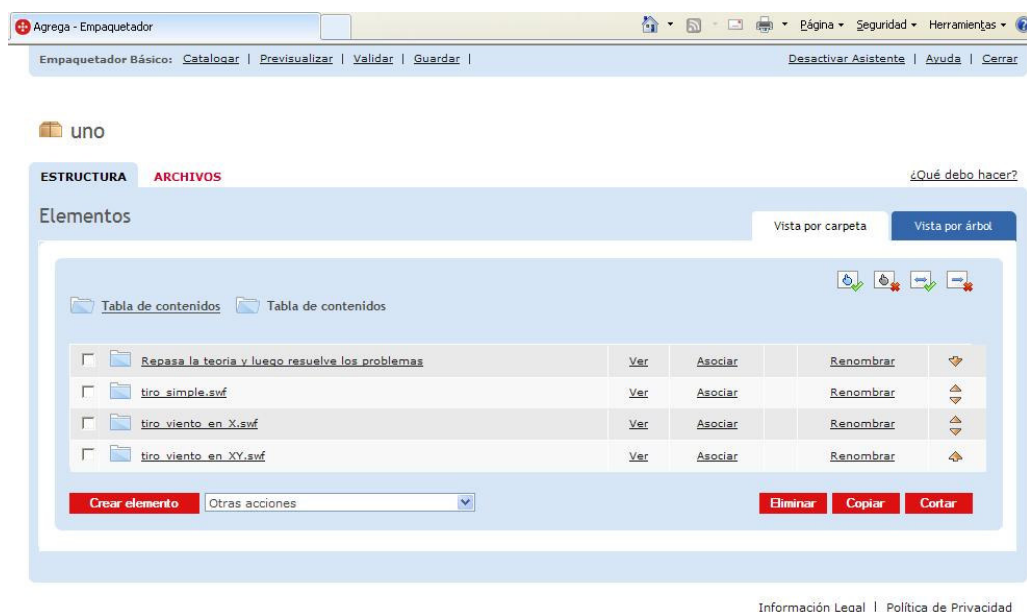 Agrega - Empaquetador
Página Seguridad Herramientas
Empaquetador Básico: Catalogar | Previsualizar | Validar | Guardar |
Desactivar Asistente | Ayuda | Cerrar
uno
ESTRUCTURA ARCHIVOS
¿Qué debo hacer?
Elementos
Vista por carpeta Vista por árbol
Tabla de contenidos Tabla de contenidos
Repasa la teoria y luego resuelve los problemas Ver Asociar Renombrar
tiro simple.swf Ver Asociar Renombrar
tiro viento en X.swf Ver Asociar Renombrar
tiro viento en XY.swf Ver Asociar Renombrar
Crear elemento Otras acciones Eliminar Copiar Cortar
Información Legal | Política de Privacidad